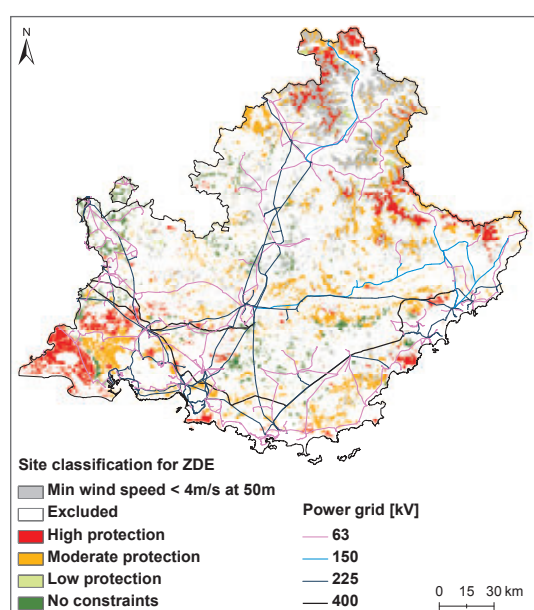 N
Site classification for ZDE
Min wind speed < 4m/s at 50m
Excluded
High protection
Moderate protection
Low protection
No constraints
Power grid [kV]
63
150
225
400
0 15 30 km